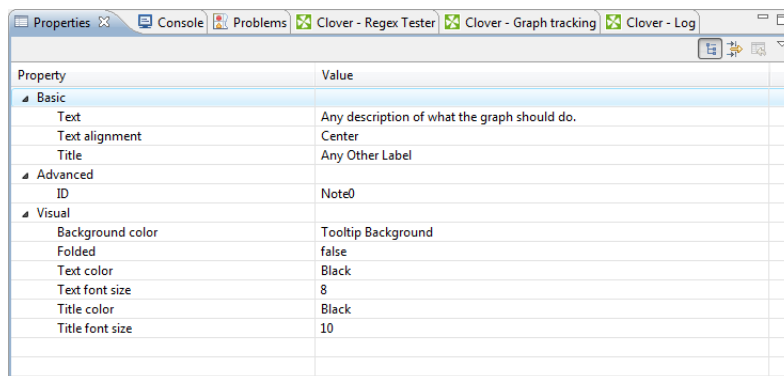 Properties Console Problems Clover - Regex Tester Clover - Graph tracking Clover - Log
Property Value
Basic
Text Any description of what the graph should do.
Text alignment Center
Title Any Other Label
Advanced
ID Note0
Visual
Background color Tooltip Background
Folded false
Text color Black
Text font size 8
Title color Black
Title font size 10